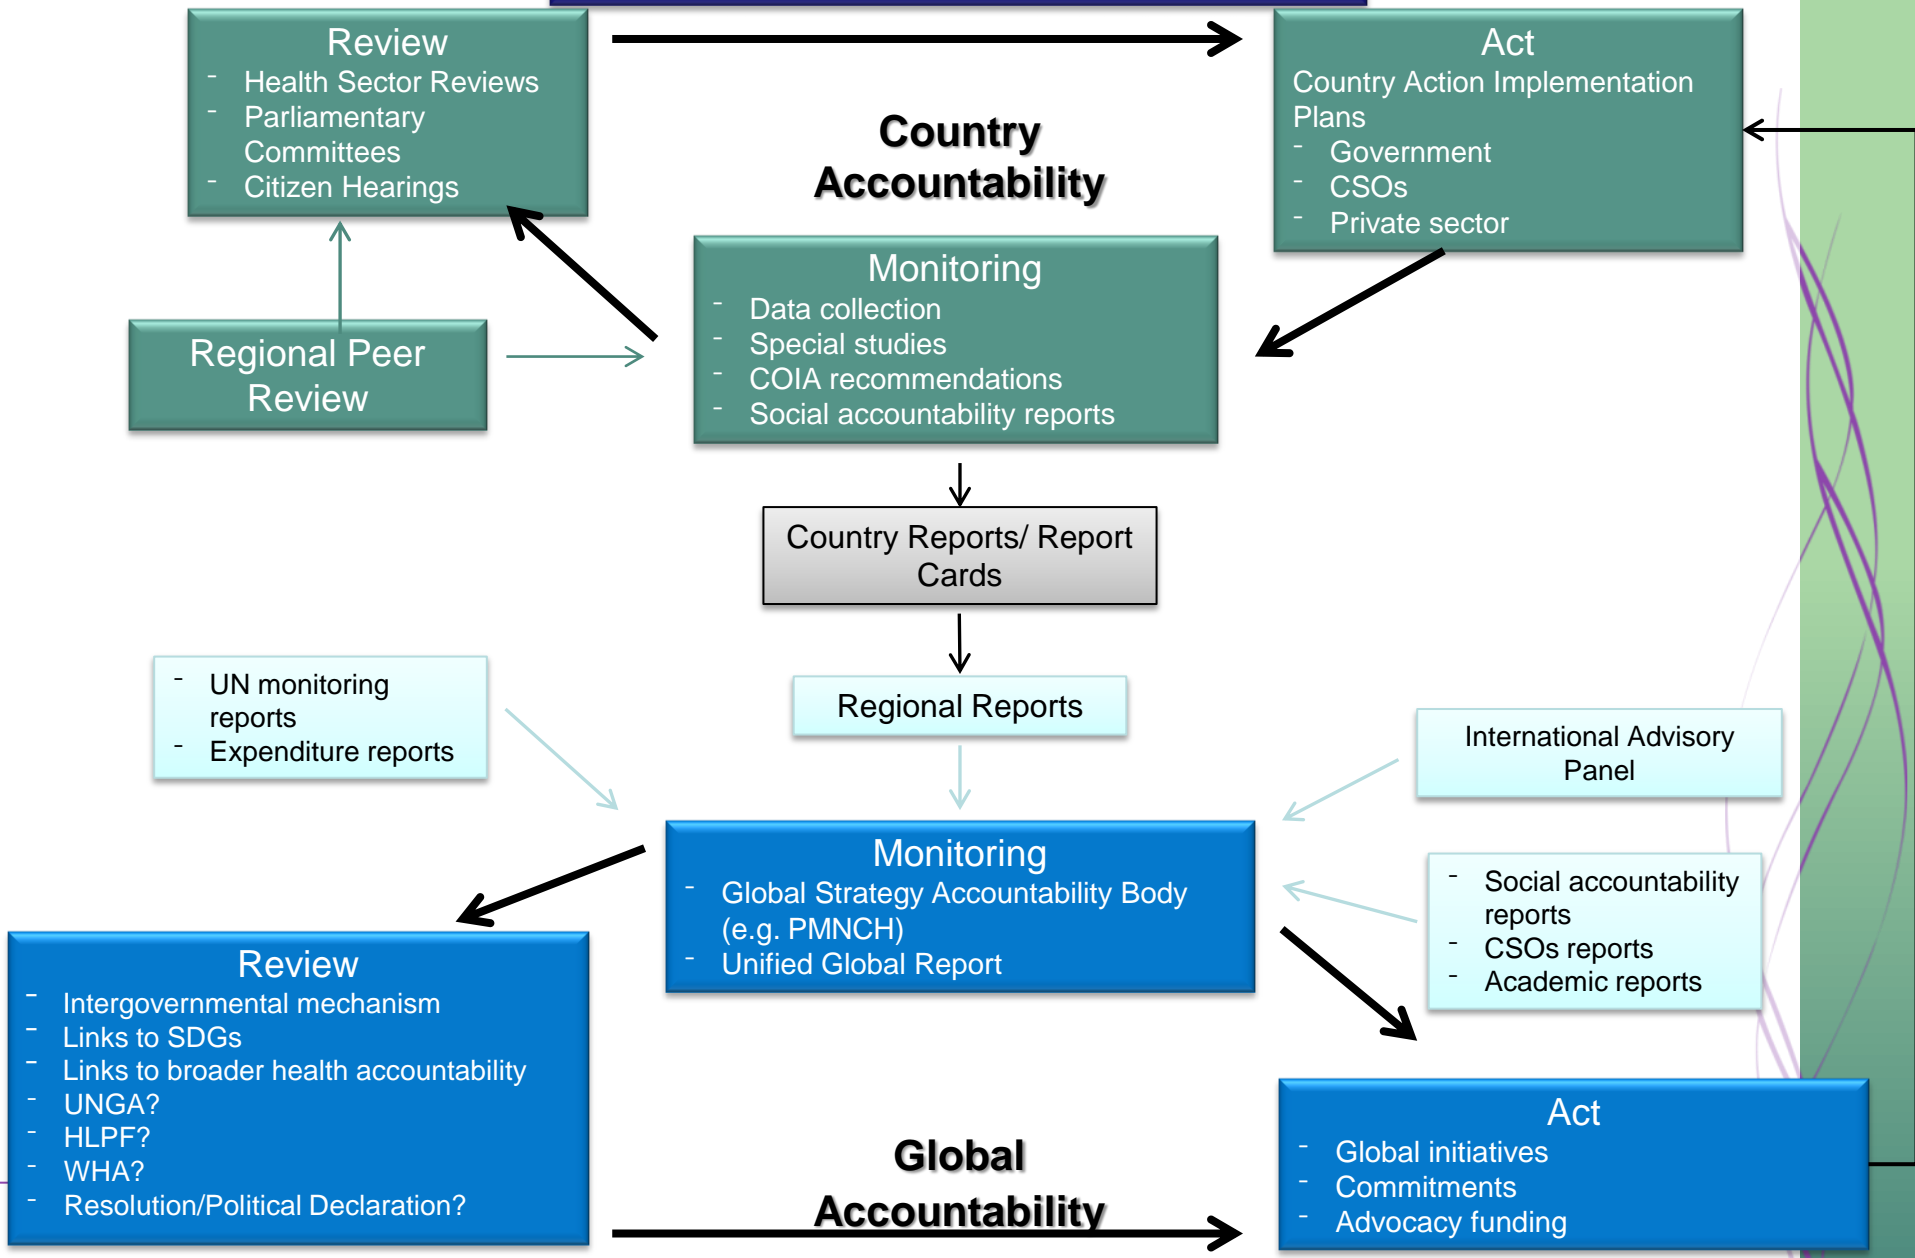 Review
- Health Sector Reviews
- Parliamentary
Committees
- Citizen Hearings
Act
Country Action Implementation
Plans
- Government
- CSOs
- Private sector
Country
Accountability
Monitoring
- Data collection
- Special studies
- COIA recommendations
- Social accountability reports
Regional Peer
Review
Country Reports/ Report
Cards
- UN monitoring
reports
- Expenditure reports
Regional Reports
International Advisory
Panel
Monitoring
- Global Strategy Accountability Body
(e.g. PMNCH)
- Unified Global Report
- Social accountability
reports
- CSOs reports
- Academic reports
Review
- Intergovernmental mechanism
- Links to SDGs
- Links to broader health accountability
- UNGA?
- HLPF?
- WHA?
- Resolution/Political Declaration?
Global
Accountability
Act
- Global initiatives
- Commitments
- Advocacy funding